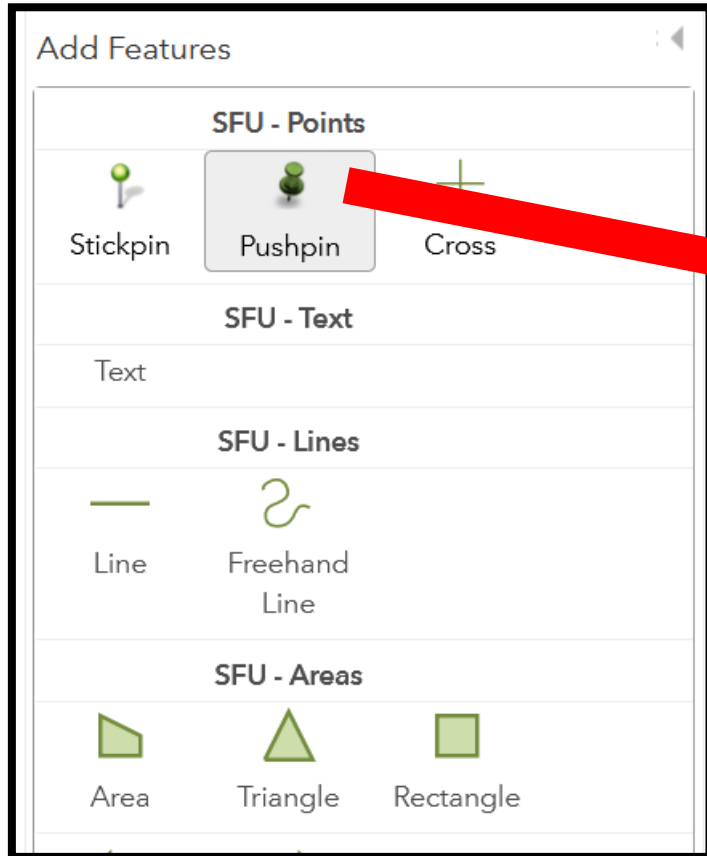 Add Features
SFU - Points
Stickpin Pushpin Cross
SFU - Text
Text
SFU - Lines
Line Freehand
Line
SFU - Areas
Area Triangle Rectangle